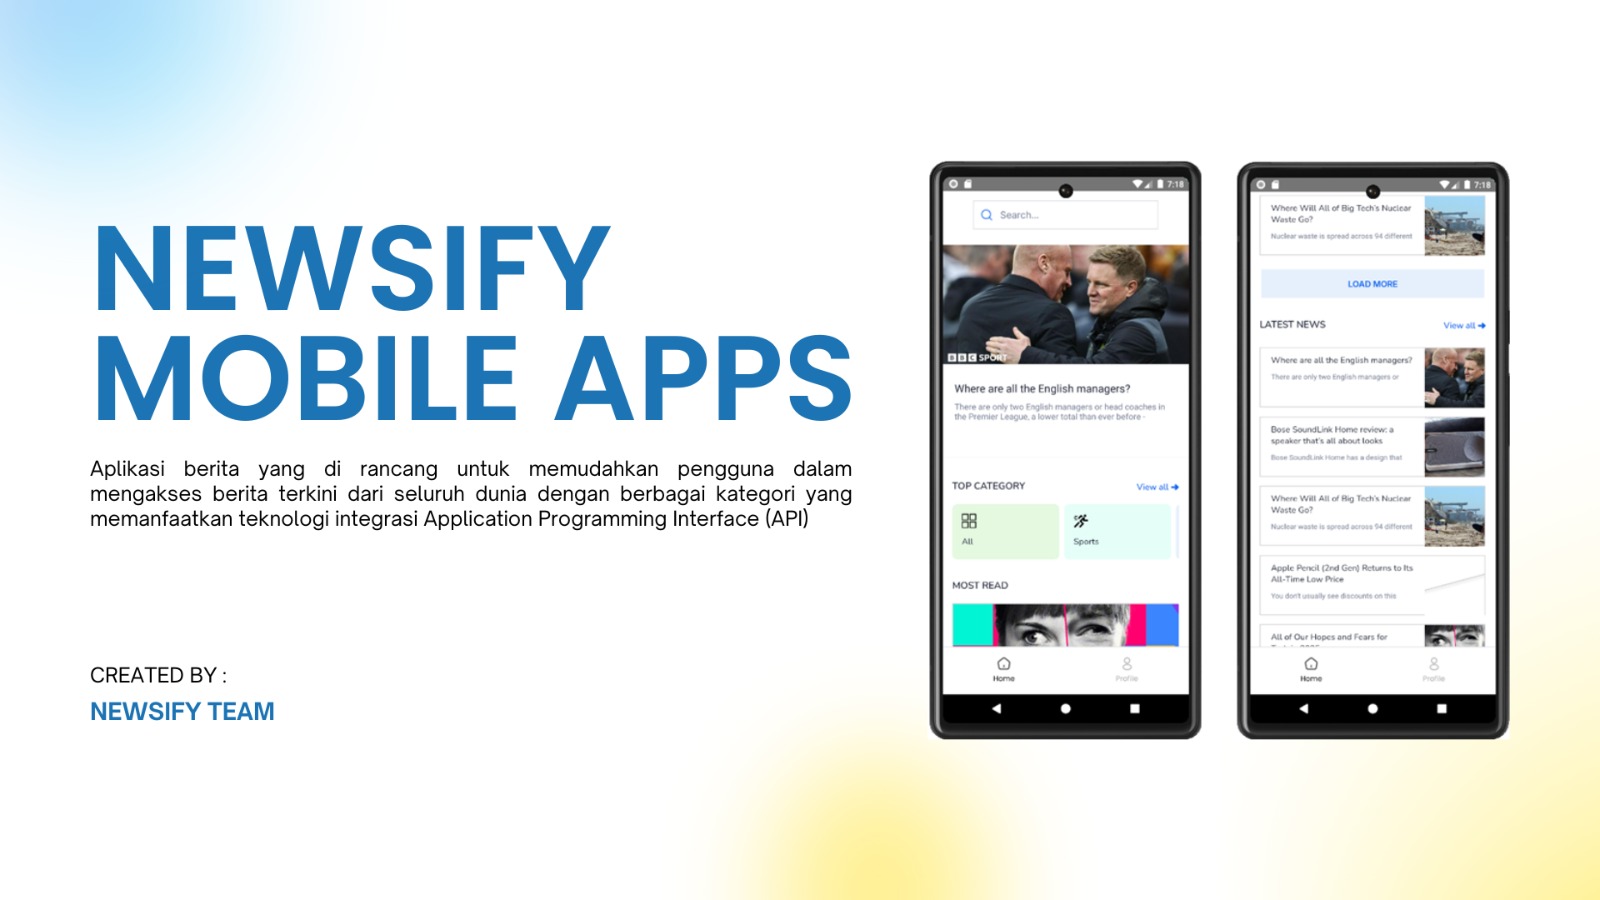 NEWSIFY
MOBILE APPS
Aplikasi berita yang di rancang untuk memudahkan pengguna dalam
mengakses berita terkini dari seluruh dunia dengan berbagai kategori yang
memanfaatkan teknologi integrasi Application Programming Interface (API)
CREATED BY :
NEWSIFY TEAM
7:18
Search...
BBC SPORT
Where are all the English managers?
There are only two English managers or head coaches in
the Premier League, a lower total than ever before -
TOP CATEGORY
View all ➔
All
Sports
MOST READ
Home
Profile
7:18
Where Will All of Big Tech's Nuclear
Waste Go?
Nuclear waste is spread across 94 different
LOAD MORE
LATEST NEWS
View all ➔
Where are all the English managers?
There are only two English managers or
Bose SoundLink Home review: a
speaker that's all about looks
Bose SoundLink Home has a design that
Where Will All of Big Tech's Nuclear
Waste Go?
Nuclear waste is spread across 94 different
Apple Pencil (2nd Gen) Returns to Its
All-Time Low Price
You don't usually see discounts on this
All of Our Hopes and Fears for
Home
Profile